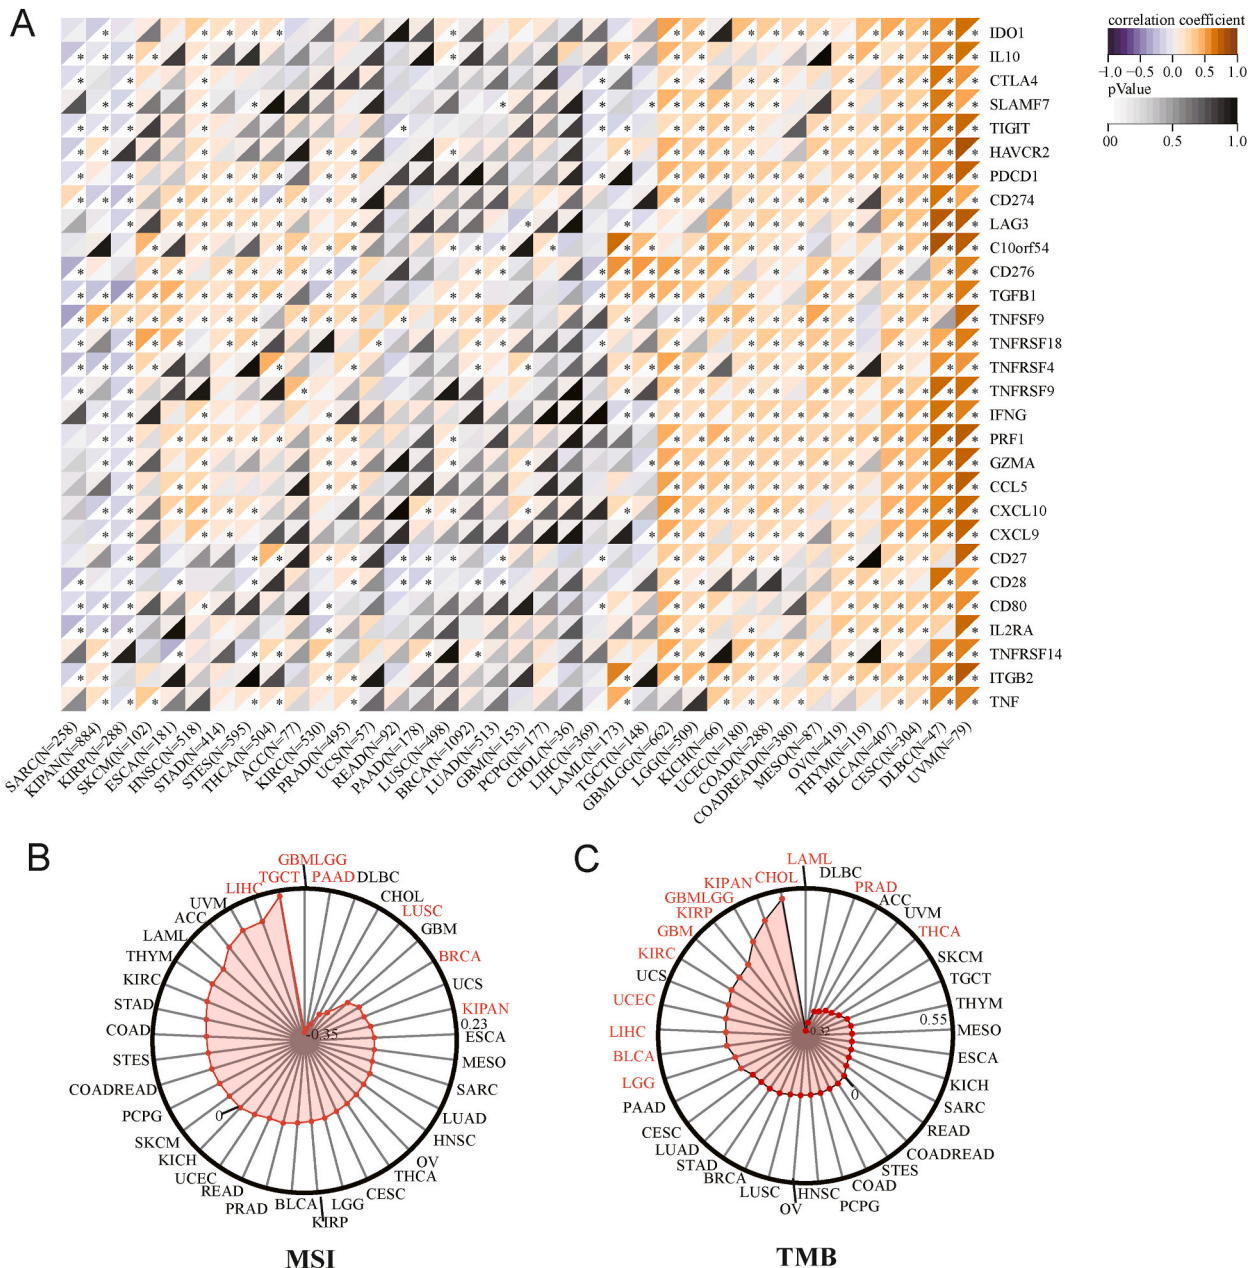 A
IDO1
IL10
CTLA4
SLAMF7
TIGIT
HAVCR2
PDCD1
CD274
LAG3
C10orf54
CD276
TGFB1
TNFSF9
TNFRSF18
TNFRSF4
TNFRSF9
IFNG
PRF1
GZMA
CCL5
CXCL10
CXCL9
CD27
CD28
CD80
IL2RA
TNFRSF14
ITGB2
TNF
correlation coefficient
−1.0 −0.5 0.0 0.5 1.0
pValue
00 0.5 1.0
SARC(N=258)
KIPAN(N=884)
KIRP(N=288)
SKCM(N=102)
ESCA(N=181)
HNSC(N=518)
STAD(N=414)
STES(N=595)
THCA(N=504)
ACC(N=77)
KIRC(N=530)
PRAD(N=495)
UCS(N=57)
READ(N=92)
PAAD(N=178)
LUSC(N=498)
BRCA(N=1092)
LUAD(N=513)
GBM(N=153)
PCPG(N=177)
CHOL(N=36)
LIHC(N=369)
LAML(N=173)
TGCT(N=148)
GBMLGG(N=662)
LGG(N=509)
KICH(N=66)
UCEC(N=180)
COAD(N=288)
COADREAD(N=380)
MESO(N=87)
OV(N=419)
THYM(N=119)
BLCA(N=407)
CESC(N=304)
DLBC(N=47)
UVM(N=79)
B
GBMLGG
PAAD
DLBC
CHOL
LUSC
GBM
BRCA
UCS
KIPAN
0.23
ESCA
MESO
SARC
LUAD
HNSC
OV
THCA
CESC
LGG
KIRP
BLCA
PRAD
READ
UCEC
KICH
SKCM
PCPG
COADREAD
STES
COAD
STAD
KIRC
THYM
LAML
ACC
UVM
LIHC
TGCT
-0.35
0
MSI
C
LAML
DLBC
PRAD
ACC
UVM
THCA
SKCM
TGCT
THYM
0.55
MESO
ESCA
KICH
SARC
READ
COADREAD
STES
COAD
PCPG
HNSC
OV
LUSC
BRCA
STAD
LUAD
CESC
PAAD
LGG
BLCA
LIHC
UCEC
UCS
KIRC
GBM
KIRP
GBMLGG
KIPAN
CHOL
-0.32
0
TMB